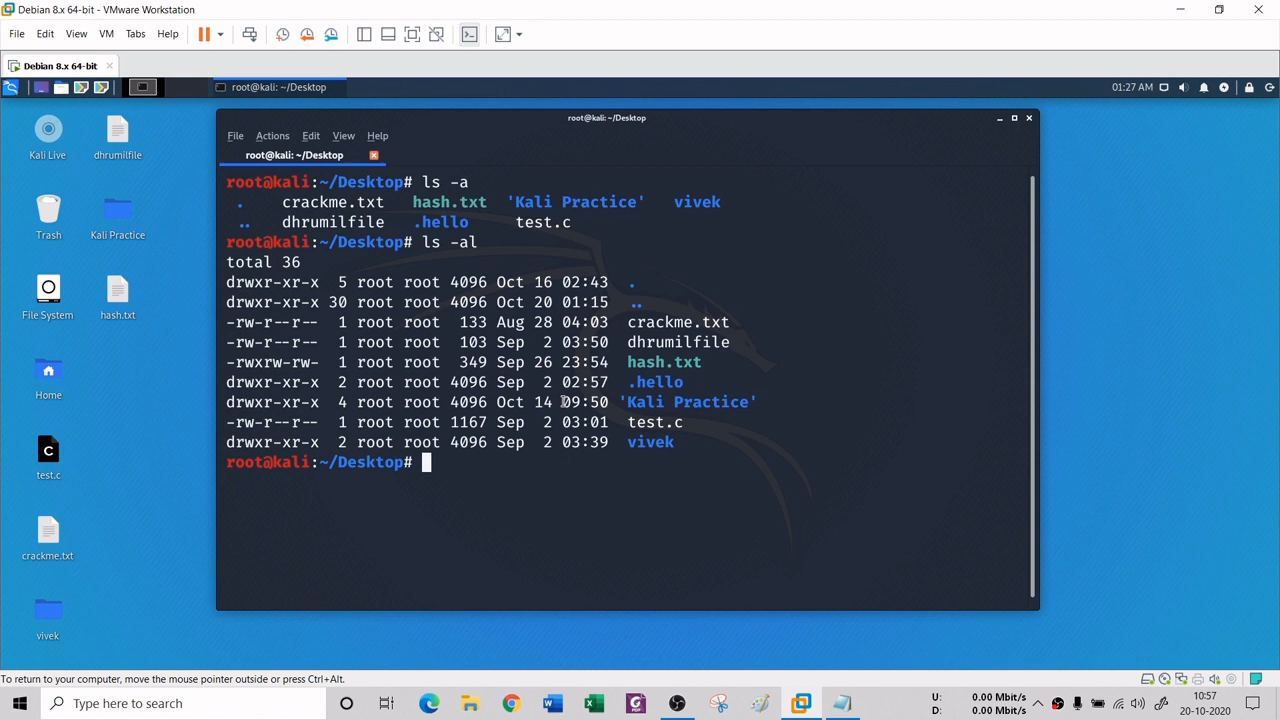 Debian 8.x 64-bit - VMware Workstation
File Edit View VM Tabs Help
Debian 8.x 64-bit
root@kali: ~/Desktop 01:27 AM
root@kali: ~/Desktop
File Actions Edit View Help
root@kali: ~/Desktop
root@kali:~/Desktop# ls -a
. crackme.txt hash.txt 'Kali Practice' vivek
.. dhrumilfile .hello test.c
root@kali:~/Desktop# ls -al
total 36
drwxr-xr-x 5 root root 4096 Oct 16 02:43 .
drwxr-xr-x 30 root root 4096 Oct 20 01:15 ..
-rw-r--r-- 1 root root 133 Aug 28 04:03 crackme.txt
-rw-r--r-- 1 root root 103 Sep 2 03:50 dhrumilfile
-rwxrw-rw- 1 root root 349 Sep 26 23:54 hash.txt
drwxr-xr-x 2 root root 4096 Sep 2 02:57 .hello
drwxr-xr-x 4 root root 4096 Oct 14 09:50 'Kali Practice'
-rw-r--r-- 1 root root 1167 Sep 2 03:01 test.c
drwxr-xr-x 2 root root 4096 Sep 2 03:39 vivek
root@kali:~/Desktop#
Kali Live
dhrumilfile
Trash
Kali Practice
File System
hash.txt
Home
C
test.c
crackme.txt
vivek
To return to your computer, move the mouse pointer outside or press Ctrl+Alt.
Type here to search
U: 0.00 Mbit/s
D: 0.00 Mbit/s
10:57
20-10-2020